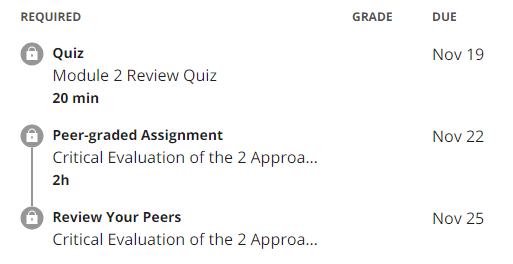 REQUIRED GRADE DUE
Quiz Nov 19
Module 2 Review Quiz
20 min
Peer-graded Assignment Nov 22
Critical Evaluation of the 2 Approa...
2h
Review Your Peers Nov 25
Critical Evaluation of the 2 Approa...